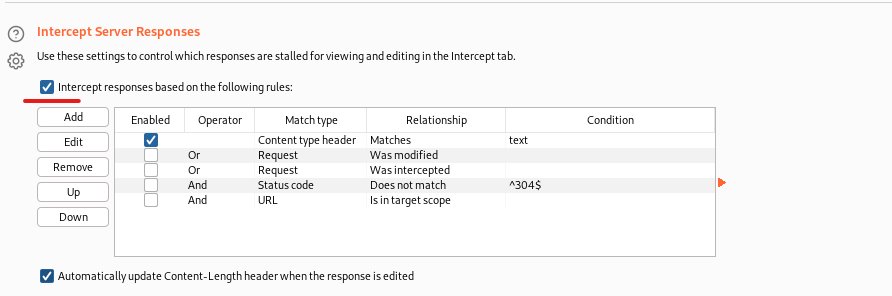 Intercept Server Responses
Use these settings to control which responses are stalled for viewing and editing in the Intercept tab.
Intercept responses based on the following rules:
Add
Edit
Remove
Up
Down
Enabled Operator Match type Relationship Condition
Content type header Matches text
Or Request Was modified
Or Request Was intercepted
And Status code Does not match ^304$
And URL Is in target scope
Automatically update Content-Length header when the response is edited